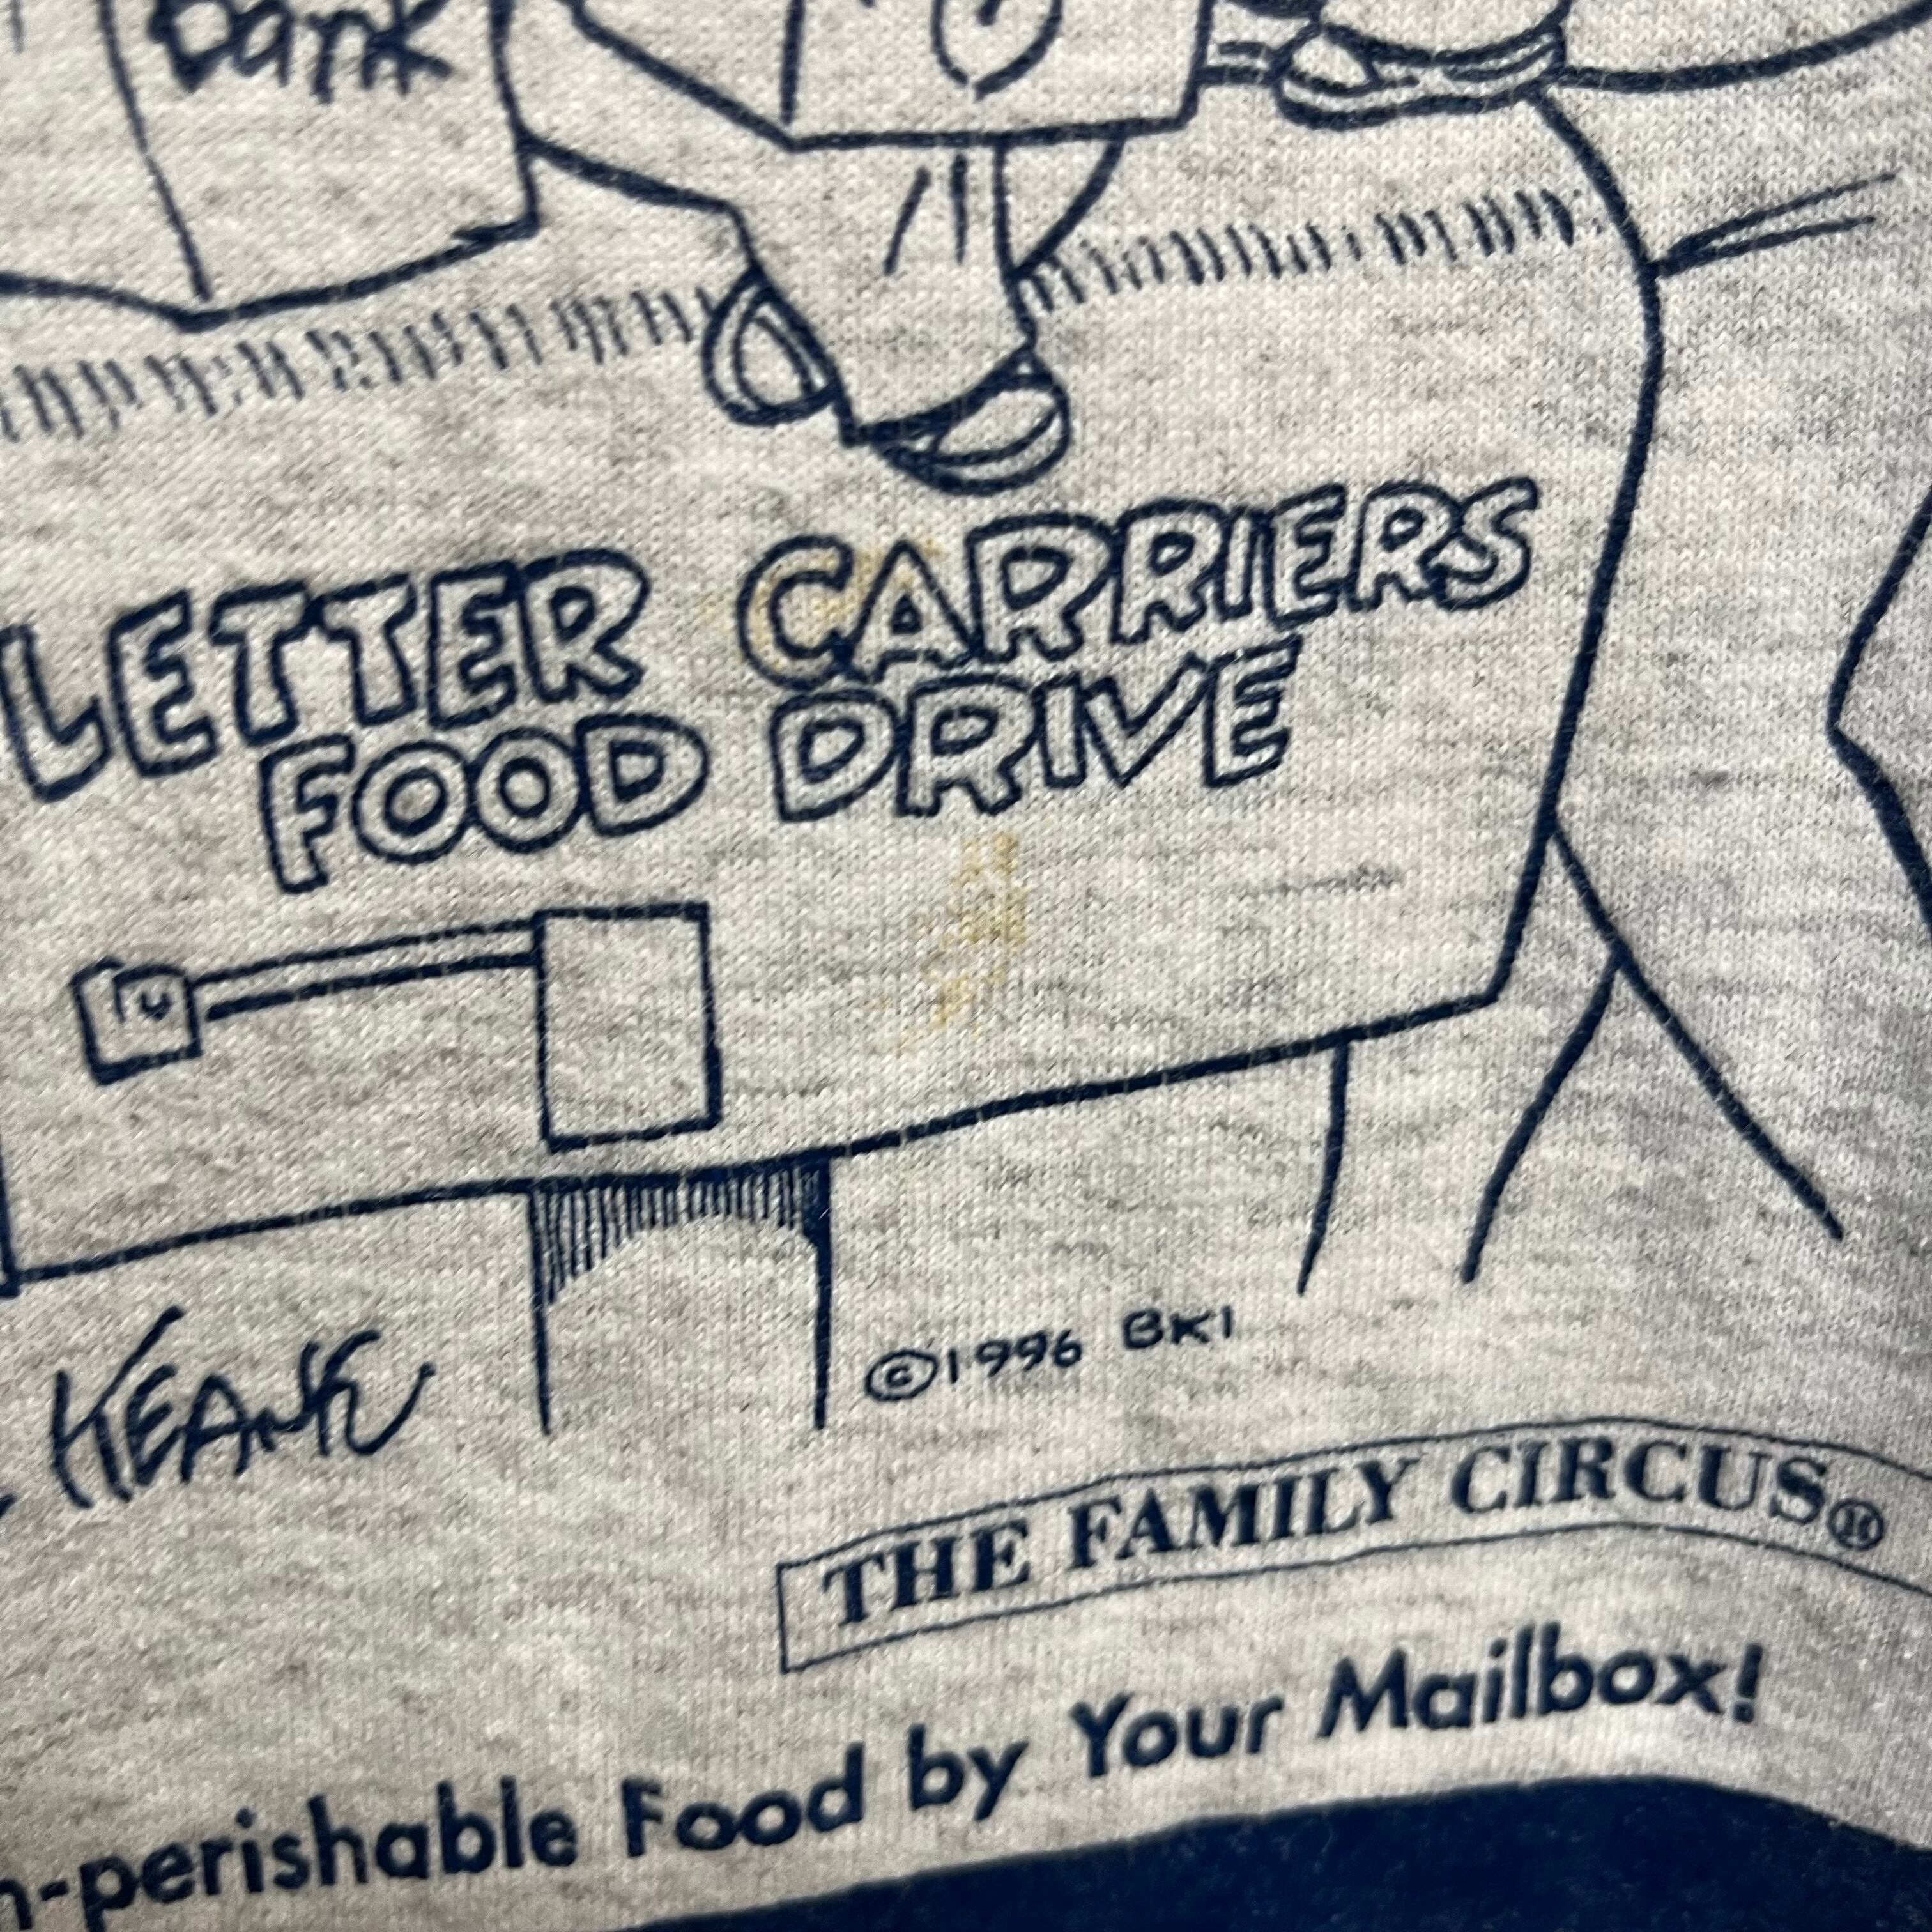 Bank
LETTER CARRIERS
FOOD DRIVE
KEANE
©1996 BKI
THE FAMILY CIRCUS®
n-perishable Food by Your Mailbox!